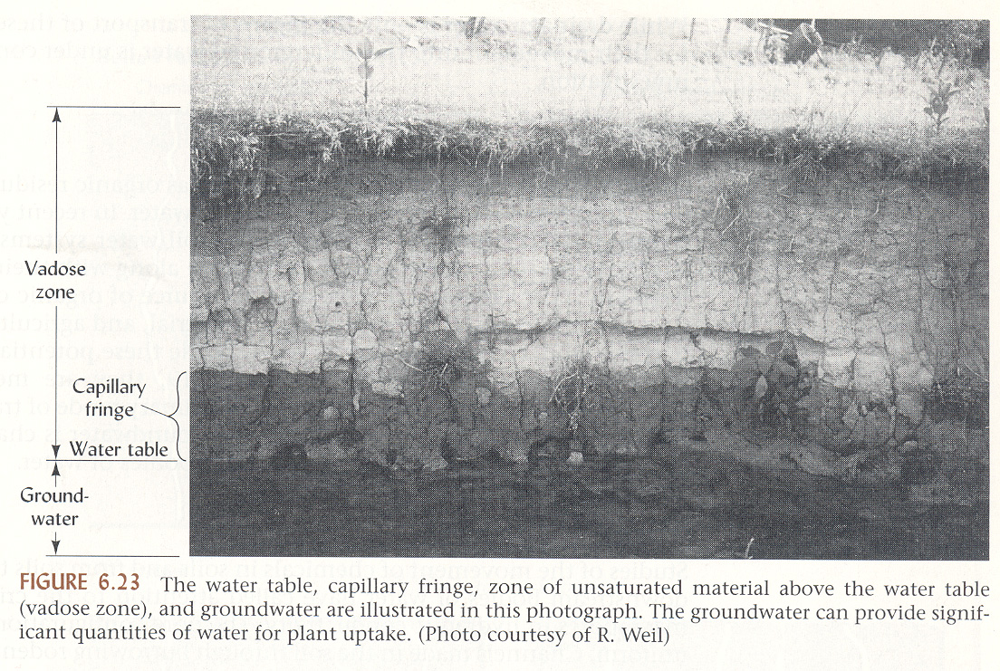 Vadose
zone
Capillary
fringe
Water table
Ground-
water
FIGURE 6.23 The water table, capillary fringe, zone of unsaturated material above the water table
(vadose zone), and groundwater are illustrated in this photograph. The groundwater can provide signif-
icant quantities of water for plant uptake. (Photo courtesy of R. Weil)